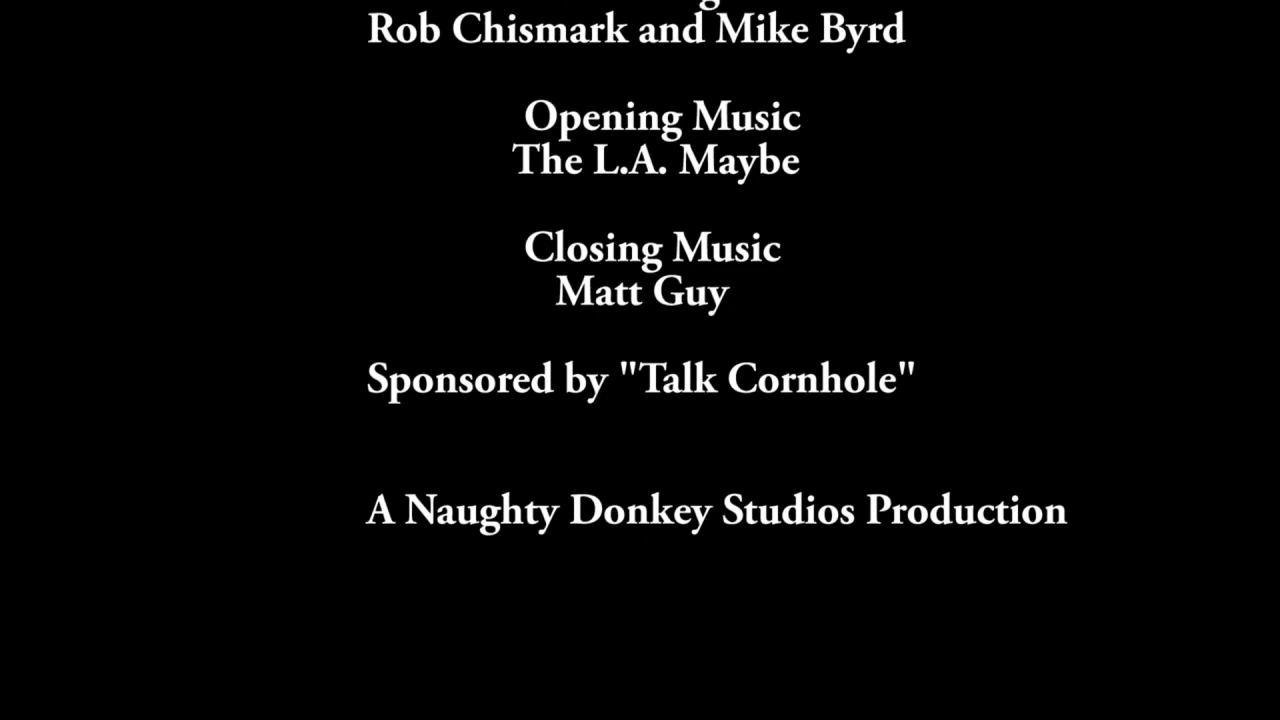 Rob Chismark and Mike Byrd
Opening Music
The L.A. Maybe
Closing Music
Matt Guy
Sponsored by "Talk Cornhole"
A Naughty Donkey Studios Production